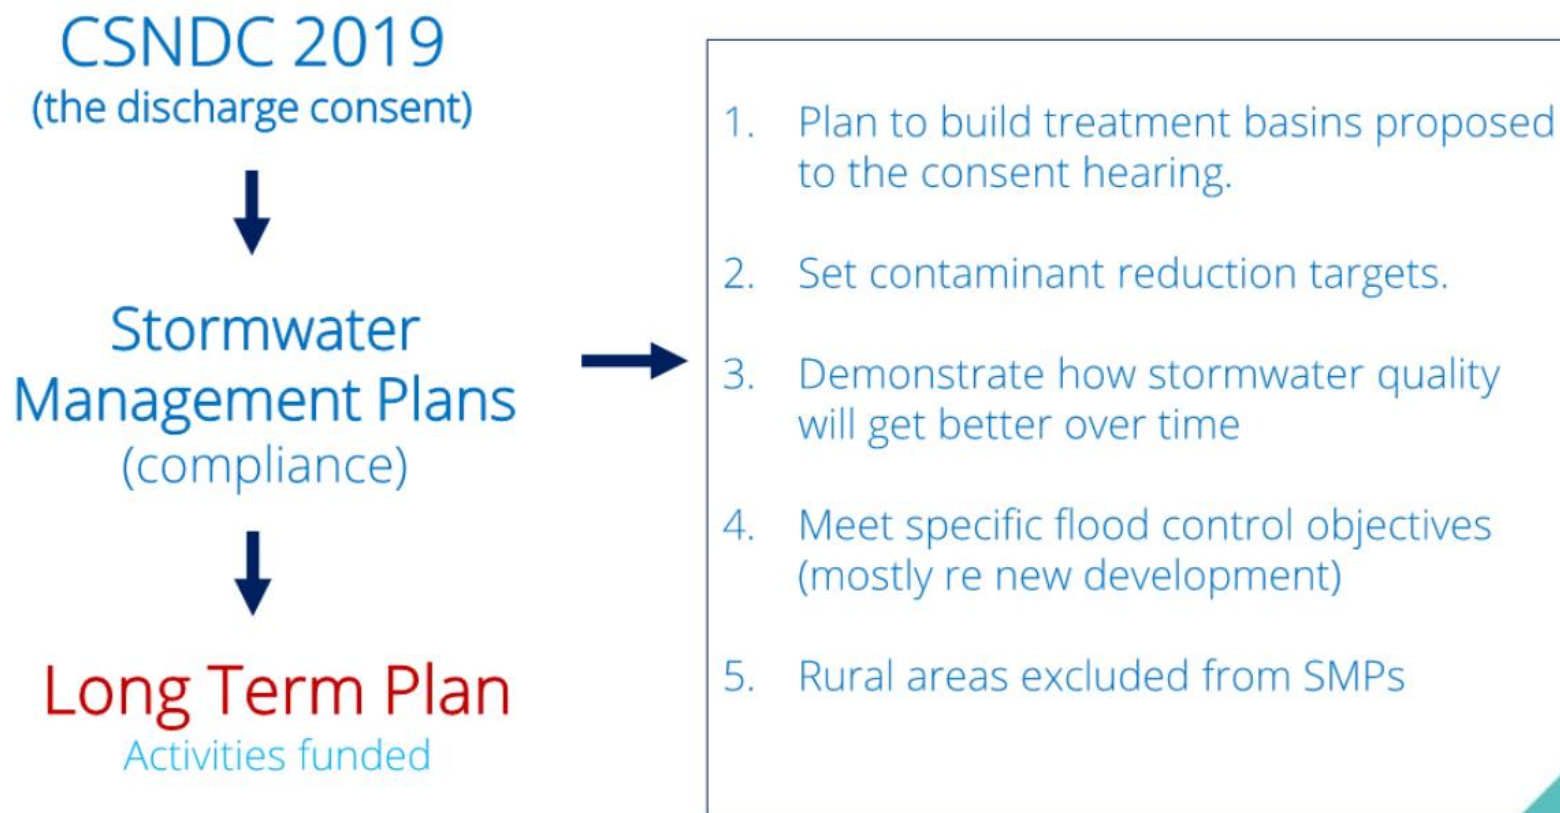 CSNDC 2019
(the discharge consent)
Stormwater
Management Plans
(compliance)
Long Term Plan
Activities funded
1. Plan to build treatment basins proposed
to the consent hearing.
2. Set contaminant reduction targets.
3. Demonstrate how stormwater quality
will get better over time
4. Meet specific flood control objectives
(mostly re new development)
5. Rural areas excluded from SMPs